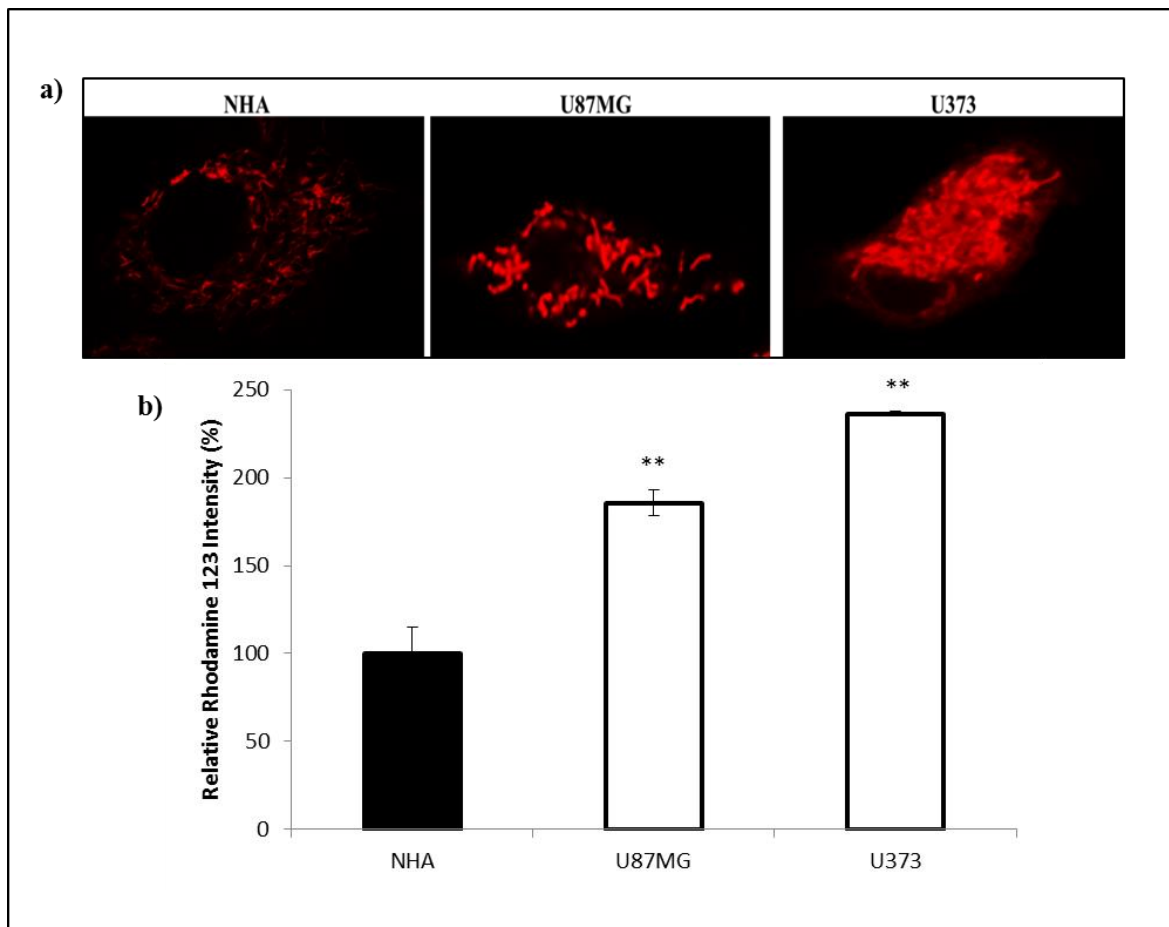 a)
NHA U87MG U373
b)
Relative Rhodamine 123 Intensity (%)
250
**
200
**
150
100
50
0
NHA U87MG U373